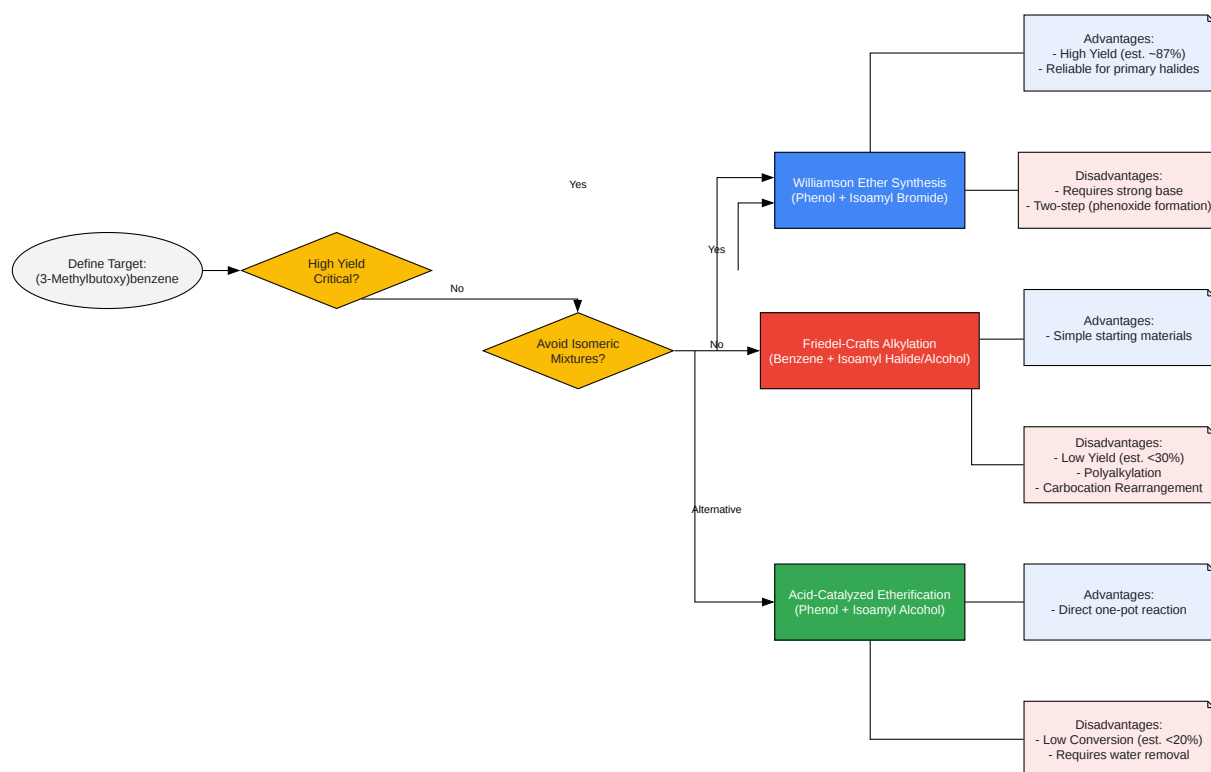 Advantages:
- High Yield (est. ~87%)
- Reliable for primary halides
Yes
Williamson Ether Synthesis
(Phenol + Isoamyl Bromide)
Disadvantages:
- Requires strong base
- Two-step (phenoxide formation)
Define Target:
(3-Methylbutoxy)benzene
High Yield
Critical?
Yes
No
Avoid Isomeric
Mixtures?
No
Friedel-Crafts Alkylation
(Benzene + Isoamyl Halide/Alcohol)
Advantages:
- Simple starting materials
Disadvantages:
- Low Yield (est. <30%)
- Polyalkylation
- Carbocation Rearrangement
Alternative
Acid-Catalyzed Etherification
(Phenol + Isoamyl Alcohol)
Advantages:
- Direct one-pot reaction
Disadvantages:
- Low Conversion (est. <20%)
- Requires water removal